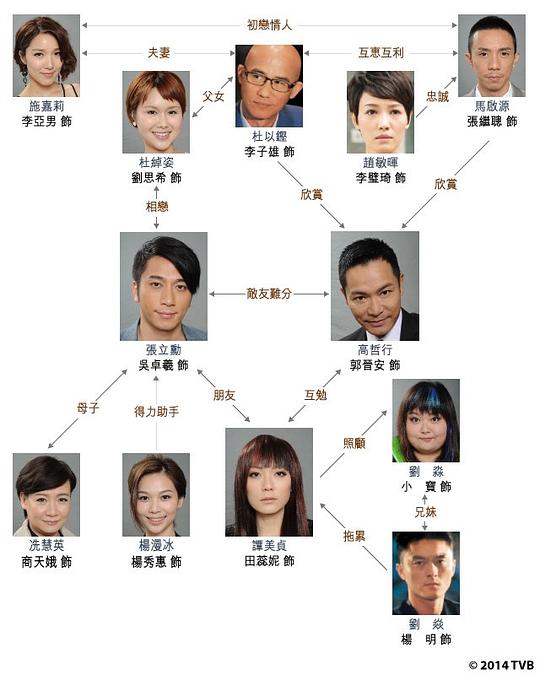 初戀情人
夫妻
互惠互利
施嘉莉
李亞男 飾
父女
忠誠
馬啟源
張繼聰 飾
杜以鏗
李子雄 飾
杜綽姿
劉思希 飾
趙敏暉
李璧琦 飾
欣賞
欣賞
相戀
敵友難分
張立勳
吳卓羲 飾
高哲行
郭晉安 飾
母子
得力助手
朋友
互勉
照顧
劉 淼
小 寶 飾
兄妹
拖累
冼慧英
商天娥 飾
楊漫冰
楊秀惠 飾
譚美貞
田蕊妮 飾
劉 焱
楊 明 飾
© 2014 TVB